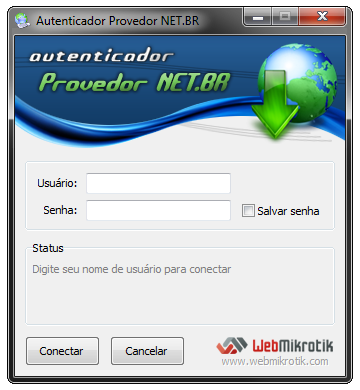 Autenticador Provedor NET.BR
autenticador
Provedor NET.BR
Usuário:
Senha:
Salvar senha
Status
Digite seu nome de usuário para conectar
Conectar
Cancelar
WebMikrotik
www.webmikrotik.com